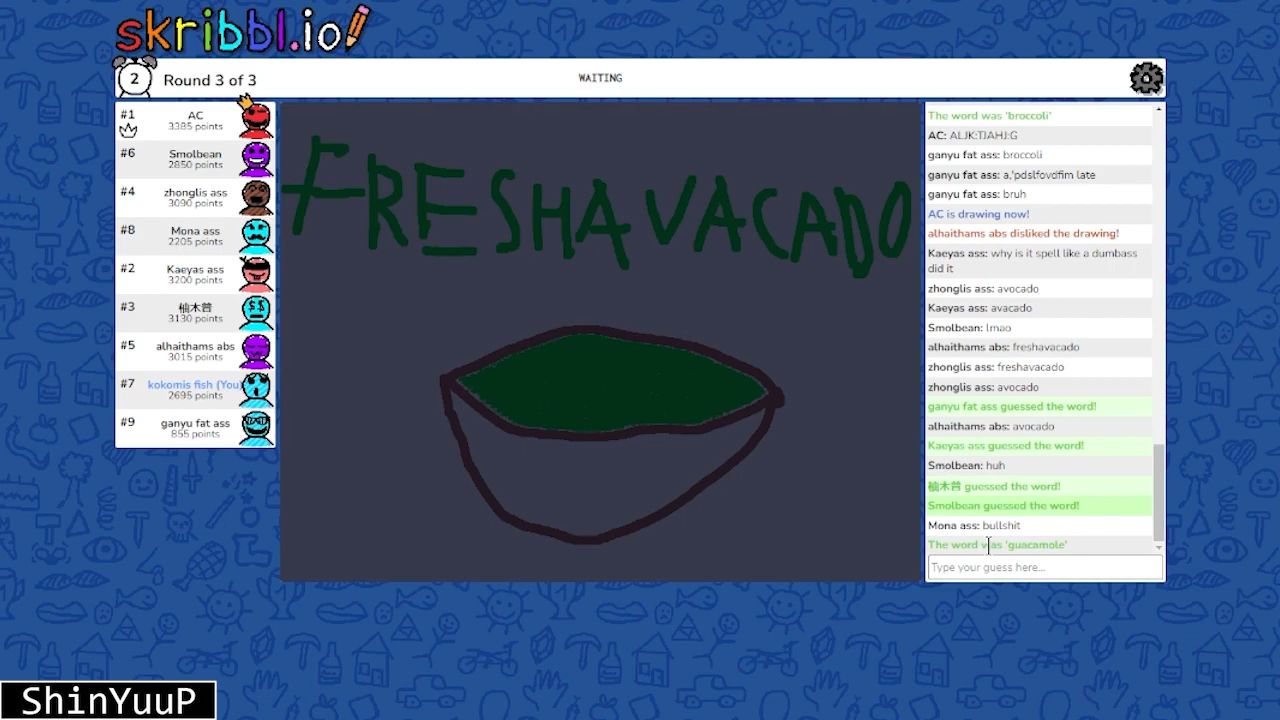 skribbl.io
2
Round 3 of 3
WAITING
#1
AC
3385 points
#6
Smolbean
2850 points
#4
zhonglis ass
3090 points
#8
Mona ass
2205 points
#2
Kaeyas ass
3200 points
#3
柚木普
3130 points
#5
alhaithams abs
3015 points
#7
kokomis fish (You)
2695 points
#9
ganyu fat ass
855 points
FRESHAVACADO
The word was 'broccoli'
AC: ALJK:TJAHJ:G
ganyu fat ass: broccoli
ganyu fat ass: a,'pdslfovdfim late
ganyu fat ass: bruh
AC is drawing now!
alhaithams abs disliked the drawing!
Kaeyas ass: why is it spell like a dumbass
did it
zhonglis ass: avocado
Kaeyas ass: avacado
Smolbean: lmao
alhaithams abs: freshavacado
zhonglis ass: freshavacado
zhonglis ass: avocado
ganyu fat ass guessed the word!
alhaithams abs: avocado
Kaeyas ass guessed the word!
Smolbean: huh
柚木普 guessed the word!
Smolbean guessed the word!
Mona ass: bullshit
The word was 'guacamole'
Type your guess here...
ShinYuuP